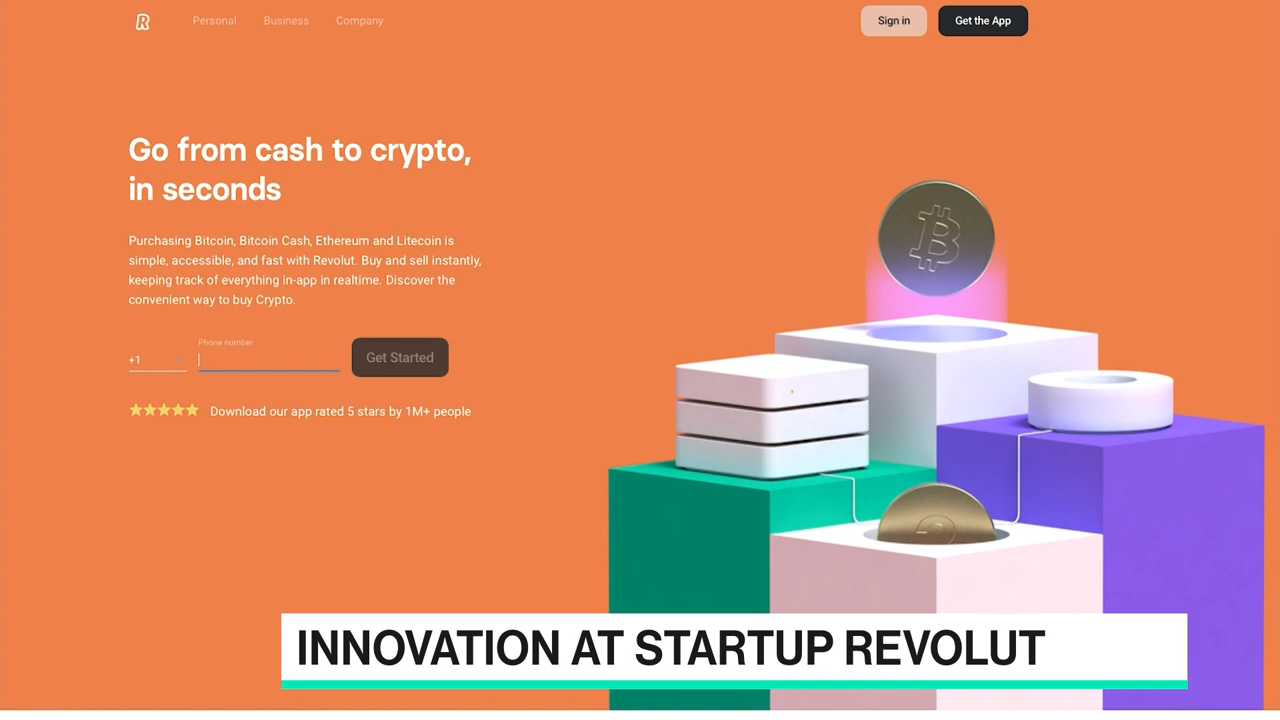 R
Personal
Business
Company
Sign in
Get the App
Go from cash to crypto,
in seconds
Purchasing Bitcoin, Bitcoin Cash, Ethereum and Litecoin is
simple, accessible, and fast with Revolut. Buy and sell instantly,
keeping track of everything in-app in realtime. Discover the
convenient way to buy Crypto.
Phone number
+1
Get Started
Download our app rated 5 stars by 1M+ people
INNOVATION AT STARTUP REVOLUT